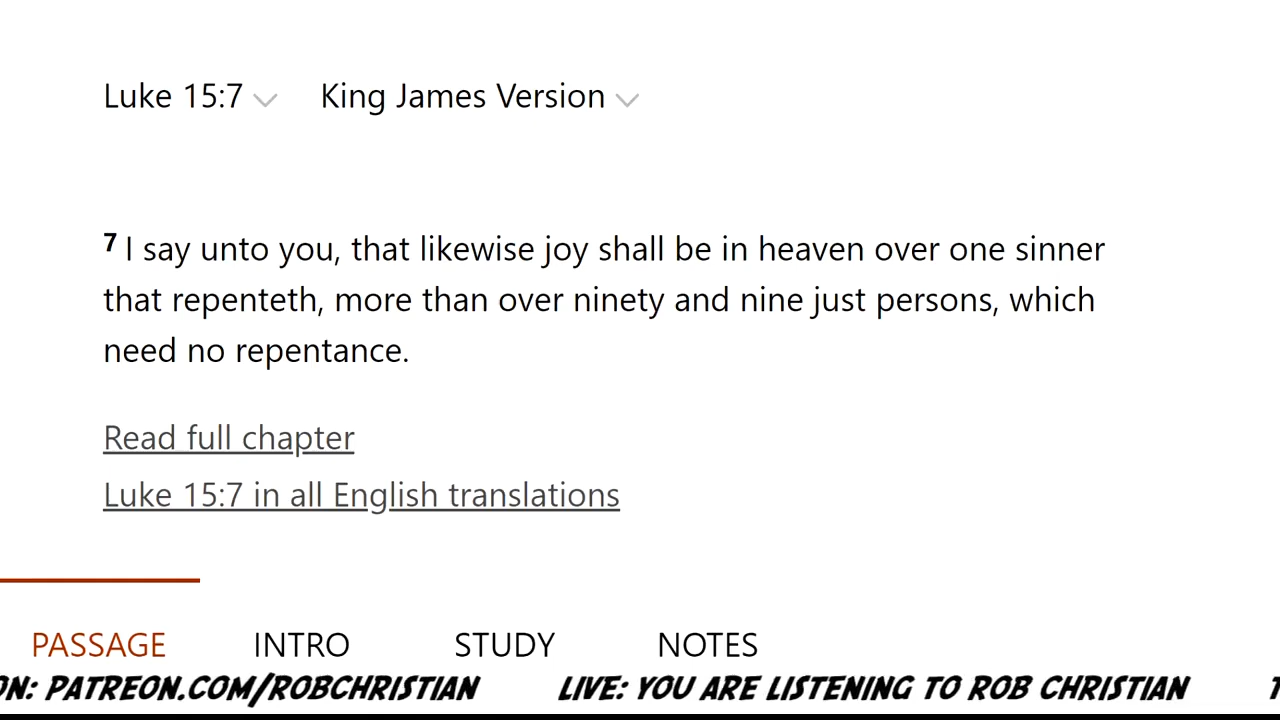 Luke 15:7 King James Version
7 I say unto you, that likewise joy shall be in heaven over one sinner
that repenteth, more than over ninety and nine just persons, which
need no repentance.
Read full chapter
Luke 15:7 in all English translations
PASSAGE INTRO STUDY NOTES
ON: PATREON.COM/ROBCHRISTIAN LIVE: YOU ARE LISTENING TO ROB CHRISTIAN